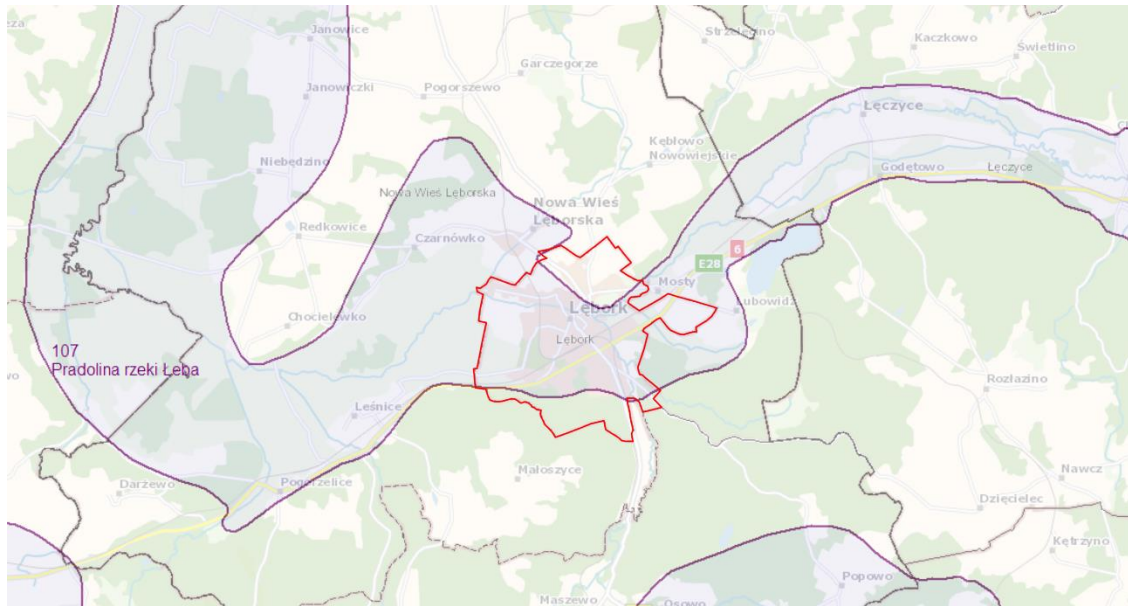 Janowice
Strzelęcino
Kaczkowo
Świetlino
Garczegorze
Janowiczki
Pogorszewo
Łęczyce
Kębłowo
Nowowiejskie
Niebędzino
Nowa Wieś Lęborska
Godętowo
Łęczyce
Nowa Wieś
Lęborska
Redkowice
Czarnówko
6
E28
Mosty
Lubowidz
Chocielewko
Lębork
Lębork
107
Pradolina rzeki Łeba
Rozłazino
Leśnice
Małoszyce
Nawcz
Darżewo
Pogorzelice
Dzięcielec
Kętrzyno
Popowo
Maszewo
Osowo